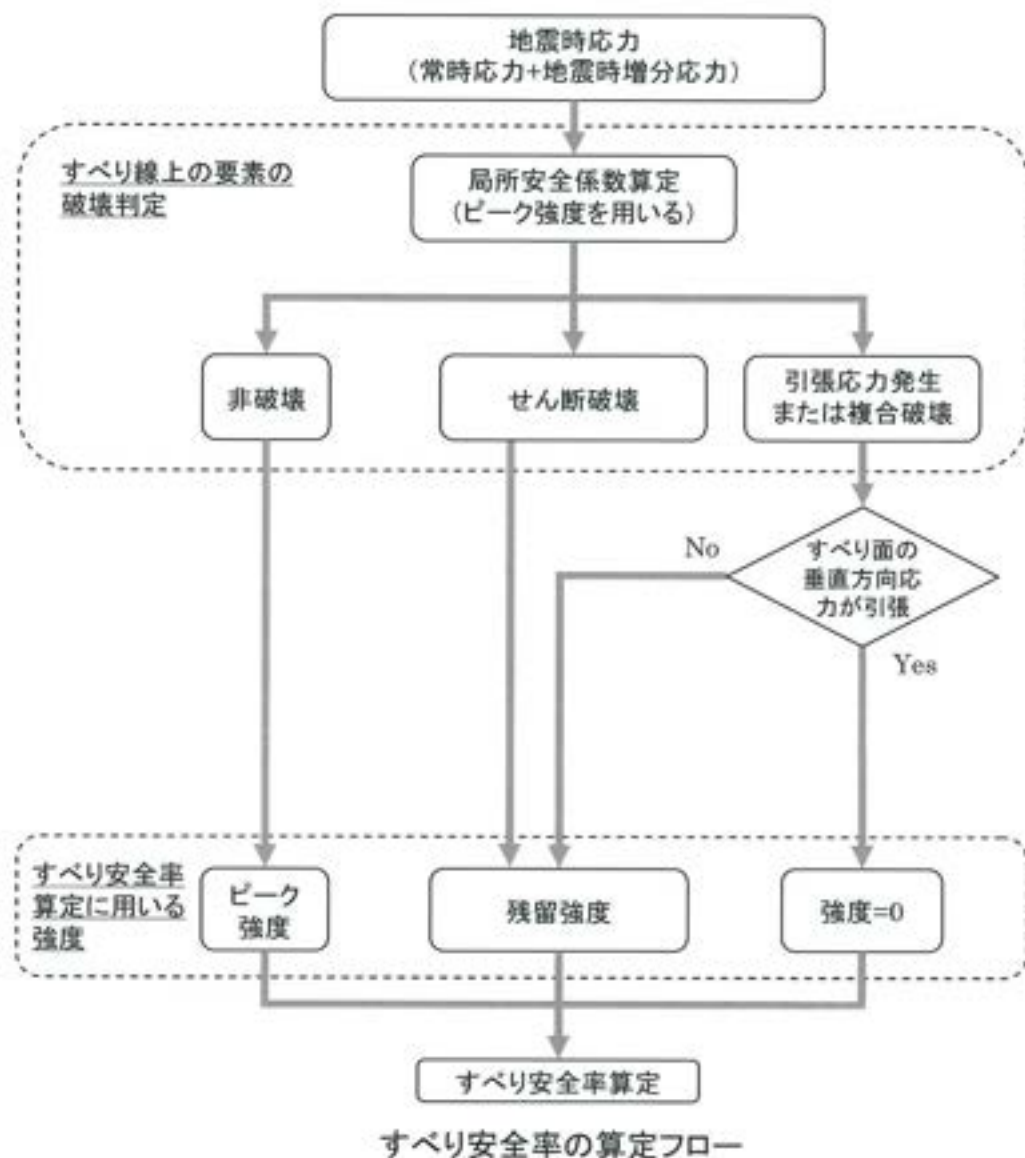 地震時応力
(常時応力+地震時増分応力)
すべり線上の要素の
破壊判定
局所安全係数算定
(ピーク強度を用いる)
非破壊
せん断破壊
引張応力発生
または複合破壊
すべり面の
垂直方向応
力が引張
No
Yes
すべり安全率
算定に用いる
強度
ピーク
強度
残留強度
強度=0
すべり安全率算定
すべり安全率の算定フロー